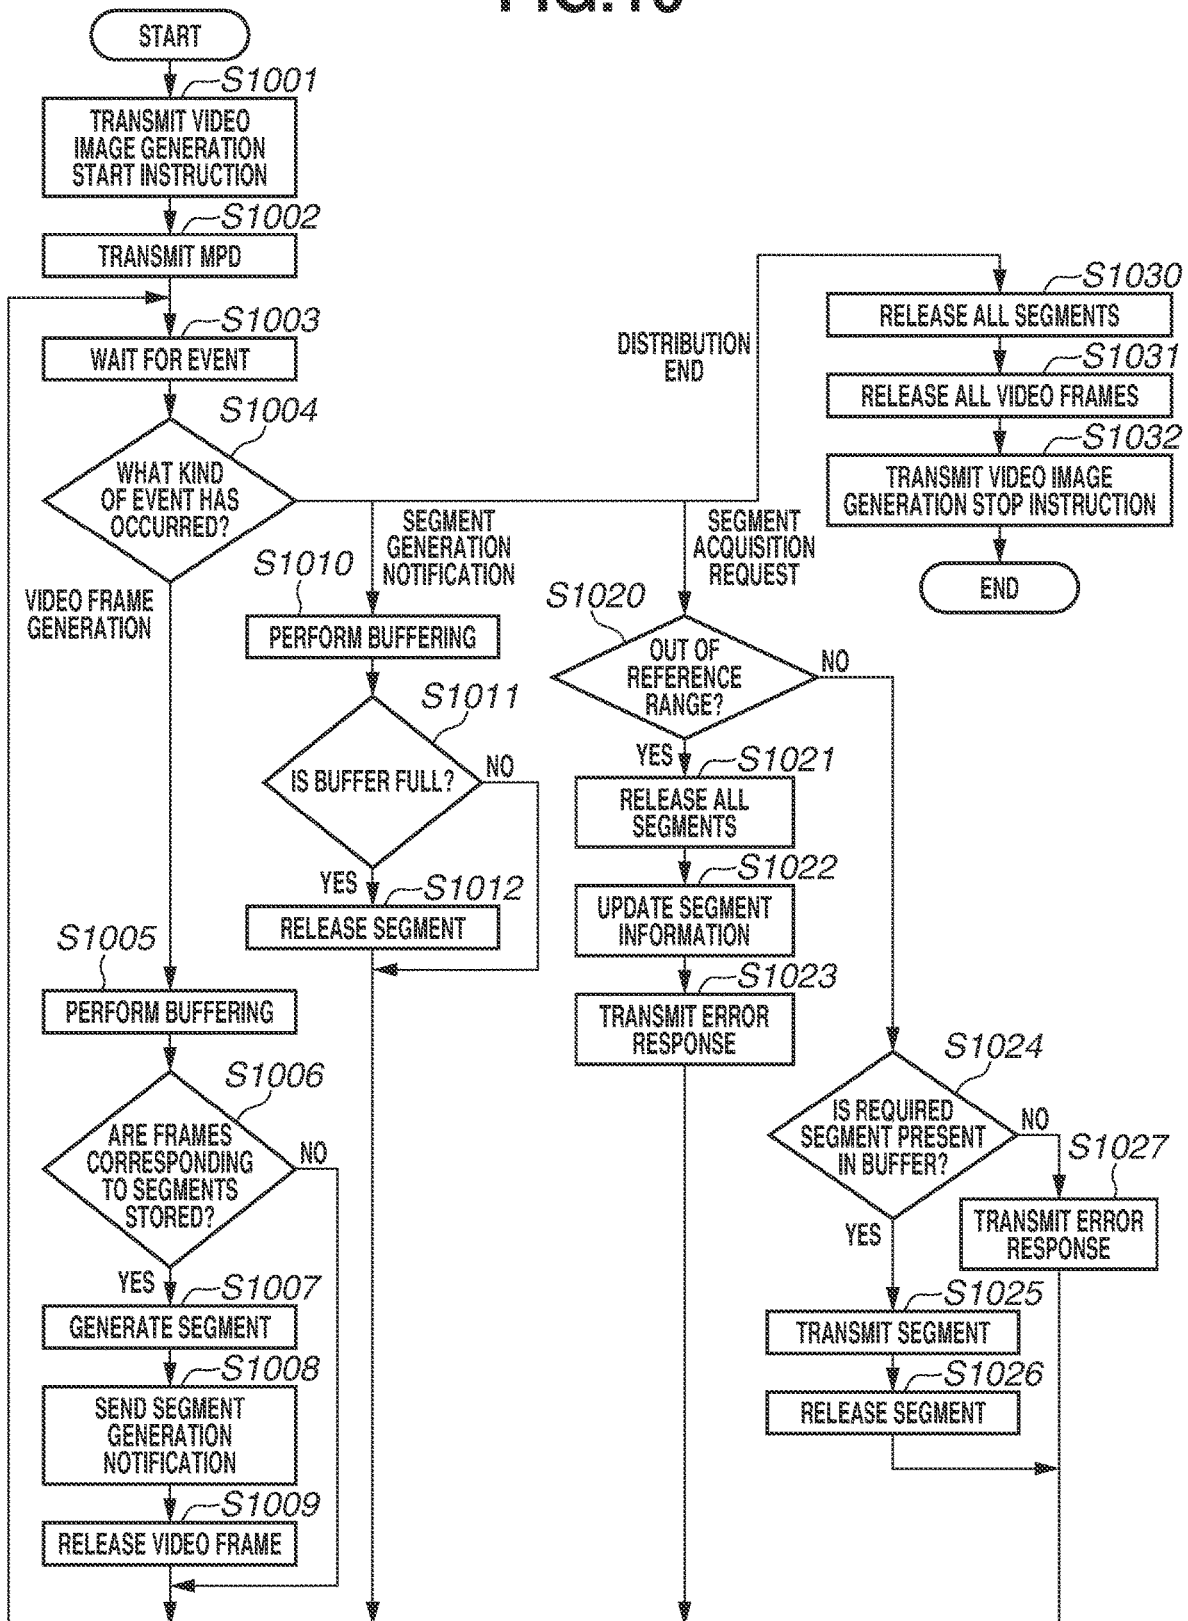 FIG.10
START
S1001
TRANSMIT VIDEO
IMAGE GENERATION
START INSTRUCTION
S1002
TRANSMIT MPD
S1003
WAIT FOR EVENT
S1004
WHAT KIND
OF EVENT HAS
OCCURRED?
VIDEO FRAME
GENERATION
S1005
PERFORM BUFFERING
S1006
ARE FRAMES
CORRESPONDING
TO SEGMENTS
STORED?
NO
YES
S1007
GENERATE SEGMENT
S1008
SEND SEGMENT
GENERATION
NOTIFICATION
S1009
RELEASE VIDEO FRAME
SEGMENT
GENERATION
NOTIFICATION
S1010
PERFORM BUFFERING
S1011
IS BUFFER FULL?
NO
YES
S1012
RELEASE SEGMENT
SEGMENT
ACQUISITION
REQUEST
S1020
OUT OF
REFERENCE
RANGE?
NO
YES
S1021
RELEASE ALL
SEGMENTS
S1022
UPDATE SEGMENT
INFORMATION
S1023
TRANSMIT ERROR
RESPONSE
S1024
IS REQUIRED
SEGMENT PRESENT
IN BUFFER?
NO
YES
S1027
TRANSMIT ERROR
RESPONSE
S1025
TRANSMIT SEGMENT
S1026
RELEASE SEGMENT
DISTRIBUTION
END
S1030
RELEASE ALL SEGMENTS
S1031
RELEASE ALL VIDEO FRAMES
S1032
TRANSMIT VIDEO IMAGE
GENERATION STOP INSTRUCTION
END